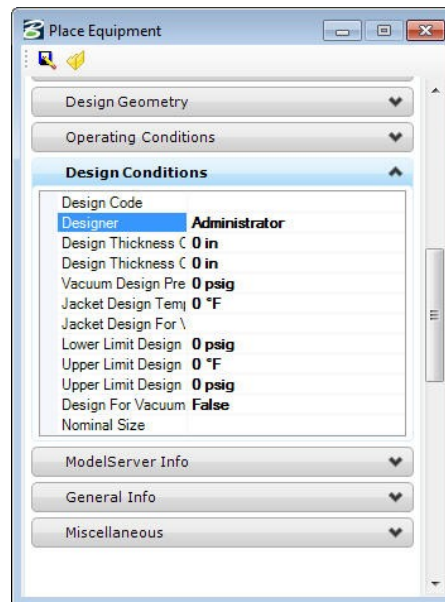 Place Equipment
Design Geometry
Operating Conditions
Design Conditions
Design Code
Designer Administrator
Design Thickness C 0 in
Design Thickness C 0 in
Vacuum Design Pre 0 psig
Jacket Design Temp 0 °F
Jacket Design For V
Lower Limit Design 0 psig
Upper Limit Design 0 °F
Upper Limit Design 0 psig
Design For Vacuum False
Nominal Size
ModelServer Info
General Info
Miscellaneous